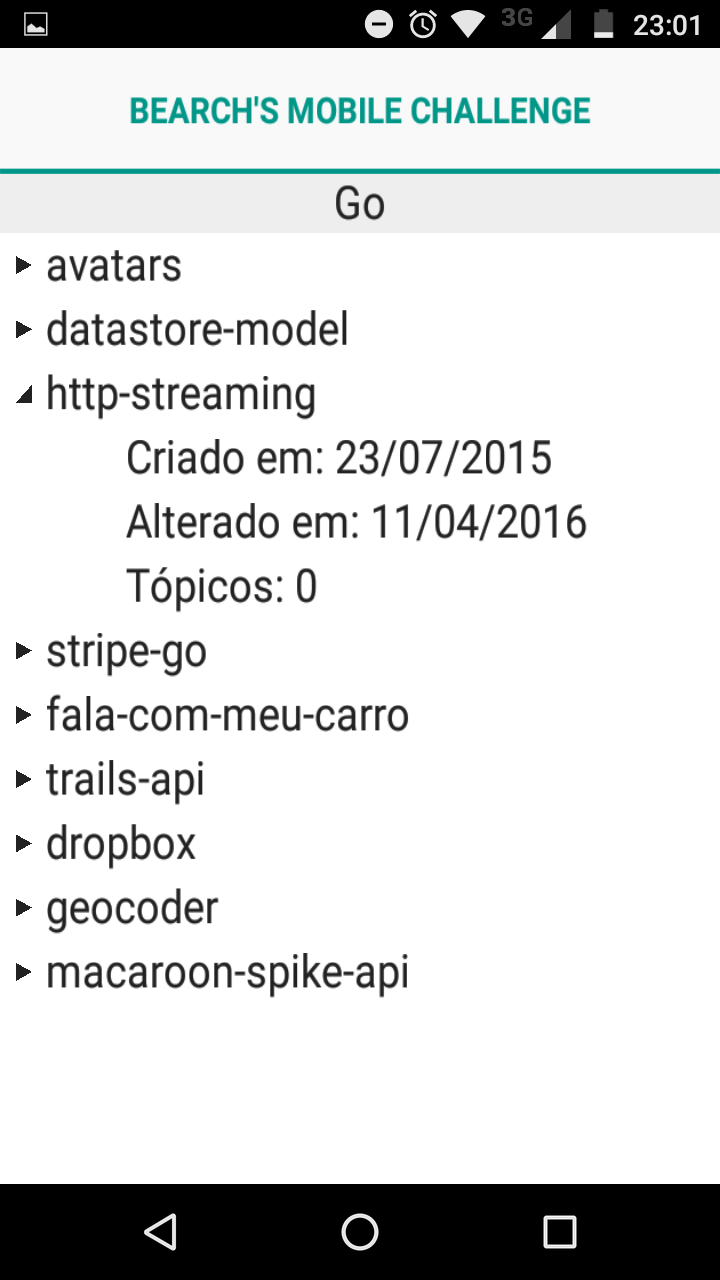 3G 23:01
BEARCH'S MOBILE CHALLENGE
Go
avatars
datastore-model
http-streaming
Criado em: 23/07/2015
Alterado em: 11/04/2016
Tópicos: 0
stripe-go
fala-com-meu-carro
trails-api
dropbox
geocoder
macaroon-spike-api